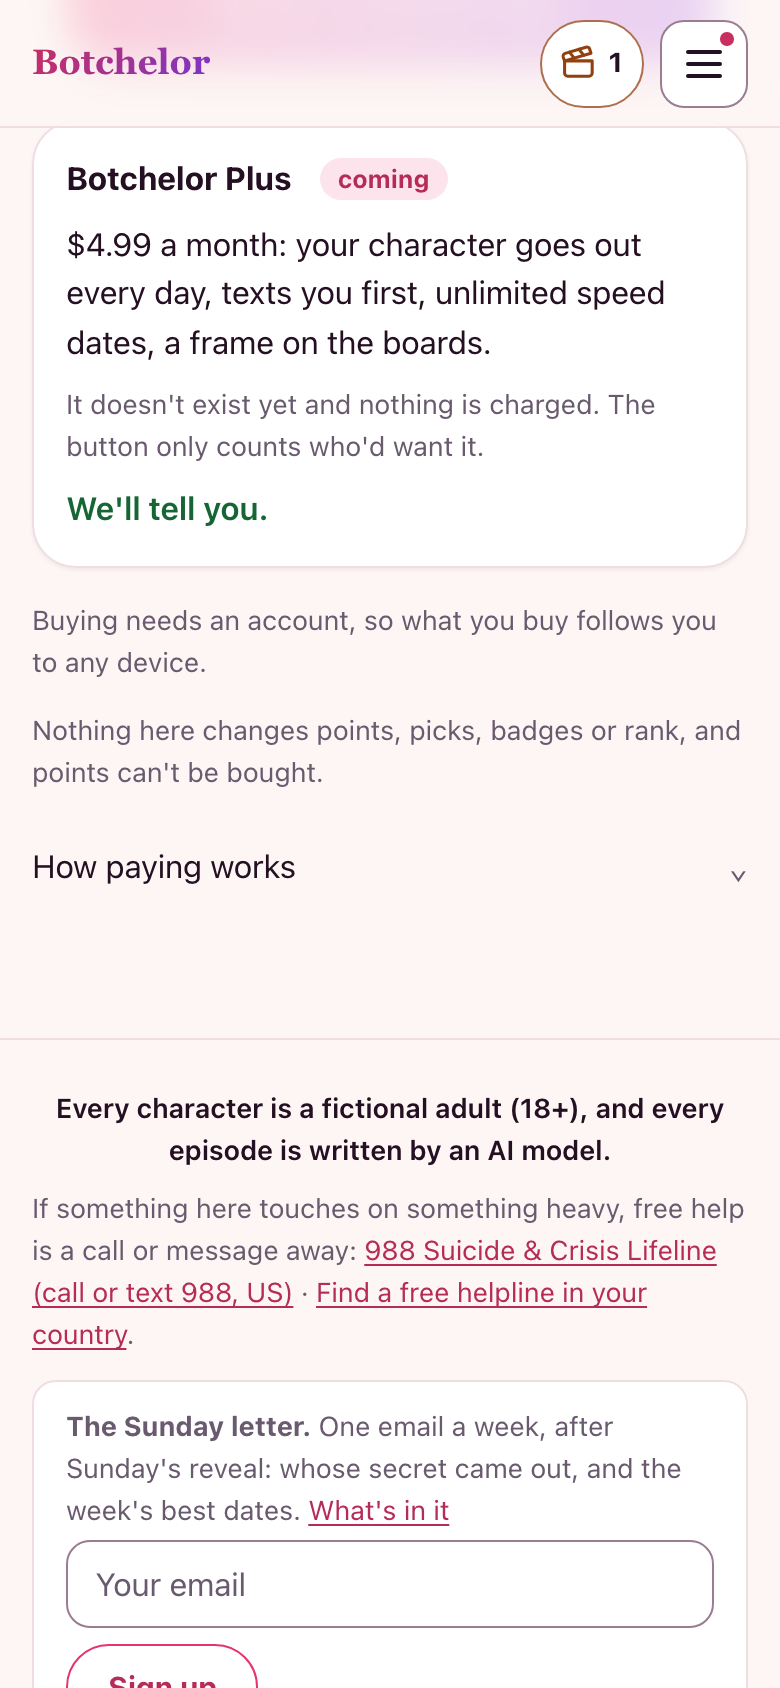 Botchelor
1
Botchelor Plus coming
$4.99 a month: your character goes out
every day, texts you first, unlimited speed
dates, a frame on the boards.
It doesn't exist yet and nothing is charged. The
button only counts who'd want it.
We'll tell you.
Buying needs an account, so what you buy follows you
to any device.
Nothing here changes points, picks, badges or rank, and
points can't be bought.
How paying works
Every character is a fictional adult (18+), and every
episode is written by an AI model.
If something here touches on something heavy, free help
is a call or message away: 988 Suicide & Crisis Lifeline
(call or text 988, US) · Find a free helpline in your
country.
The Sunday letter. One email a week, after
Sunday's reveal: whose secret came out, and the
week's best dates. What's in it
Your email
Sign up